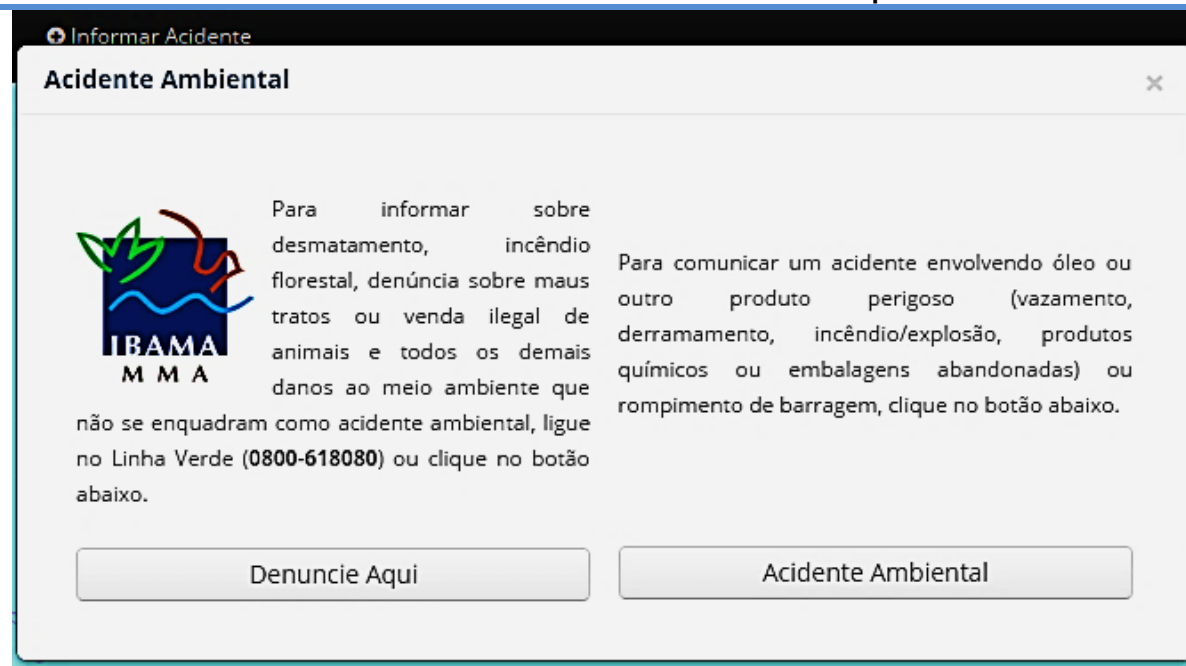 Informar Acidente
Acidente Ambiental
×
IBAMA
M M A
Para informar sobre
desmatamento, incêndio
florestal, denúncia sobre maus
tratos ou venda ilegal de
animais e todos os demais
danos ao meio ambiente que
não se enquadram como acidente ambiental, ligue
no Linha Verde (0800-618080) ou clique no botão
abaixo.
Denuncie Aqui
Para comunicar um acidente envolvendo óleo ou
outro produto perigoso (vazamento,
derramamento, incêndio/explosão, produtos
químicos ou embalagens abandonadas) ou
rompimento de barragem, clique no botão abaixo.
Acidente Ambiental